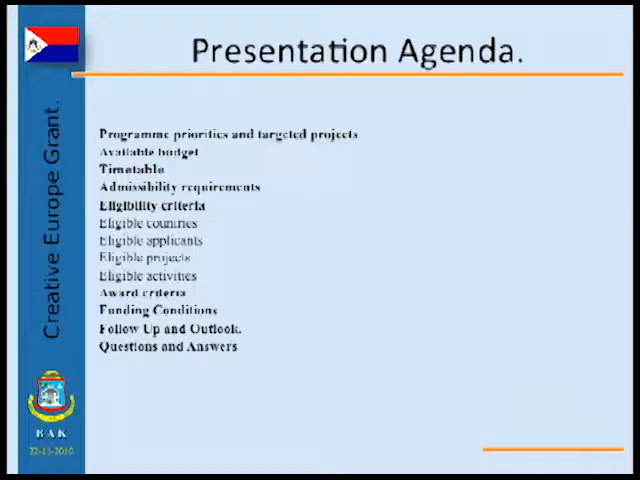 Presentation Agenda.
Creative Europe Grant.
Programme priorities and targeted projects
Available budget
Timetable
Admissibility requirements
Eligibility criteria
Eligible countries
Eligible applicants
Eligible projects
Eligible activities
Award criteria
Funding Conditions
Follow Up and Outlook.
Questions and Answers
BAK
22-11-2010